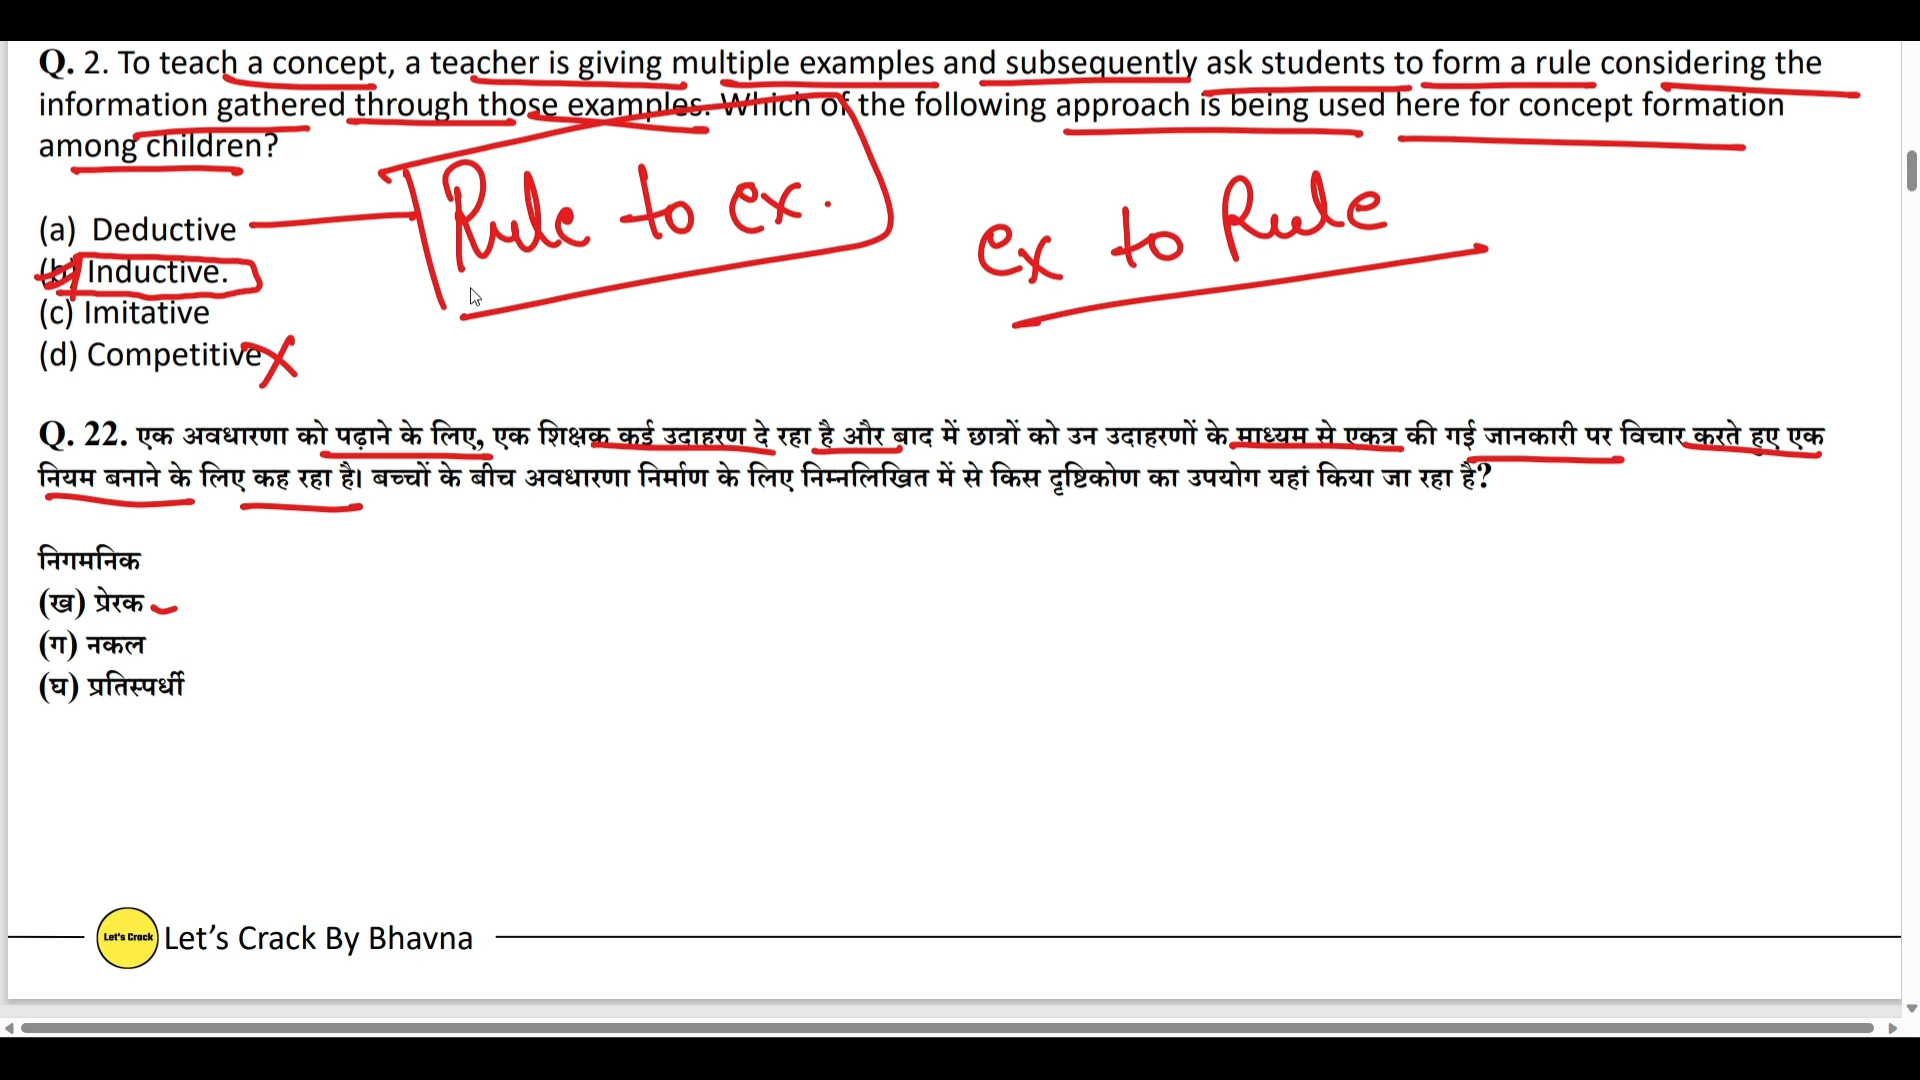 Q. 2. To teach a concept, a teacher is giving multiple examples and subsequently ask students to form a rule considering the
information gathered through those examples. Which of the following approach is being used here for concept formation
among children?
Rule to ex.
ex to Rule
(a) Deductive
(b) Inductive.
(c) Imitative
(d) Competitive
Q. 22. एक अवधारणा को पढ़ाने के लिए, एक शिक्षक कई उदाहरण दे रहा है और बाद में छात्रों को उन उदाहरणों के माध्यम से एकत्र की गई जानकारी पर विचार करते हुए एक
नियम बनाने के लिए कह रहा है। बच्चों के बीच अवधारणा निर्माण के लिए निम्नलिखित में से किस दृष्टिकोण का उपयोग यहां किया जा रहा है?
निगमनिक
(ख) प्रेरक
(ग) नकल
(घ) प्रतिस्पर्धी
Let's Crack
Let’s Crack By Bhavna